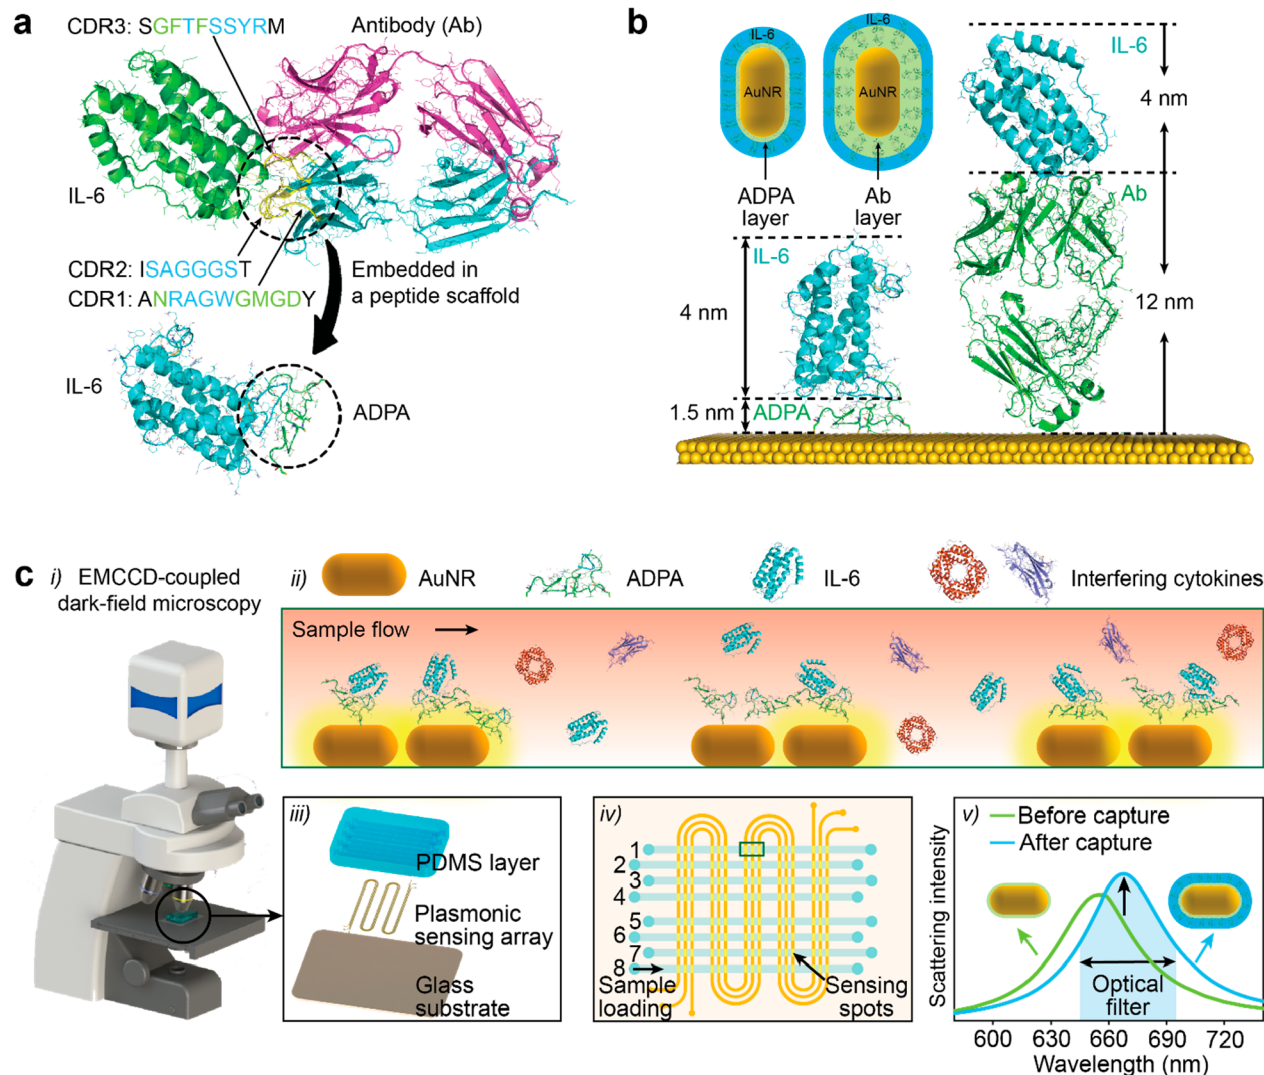 a
CDR3: SGFTFSSYRM
Antibody (Ab)
IL-6
CDR2: ISAGGGST
CDR1: ANRAGWGMGDY
Embedded in
a peptide scaffold
IL-6
ADPA
b
IL-6
AuNR
ADPA
layer
IL-6
AuNR
Ab
layer
IL-6
4 nm
1.5 nm
ADPA
IL-6
4 nm
Ab
12 nm
c
i) EMCCD-coupled
dark-field microscopy
ii)
AuNR
ADPA
IL-6
Interfering cytokines
Sample flow
iii)
PDMS layer
Plasmonic
sensing array
Glass
substrate
iv)
1
2
3
4
5
6
7
8
Sample
loading
Sensing
spots
v)
Before capture
After capture
Scattering intensity
Optical
filter
600 630 660 690 720
Wavelength (nm)